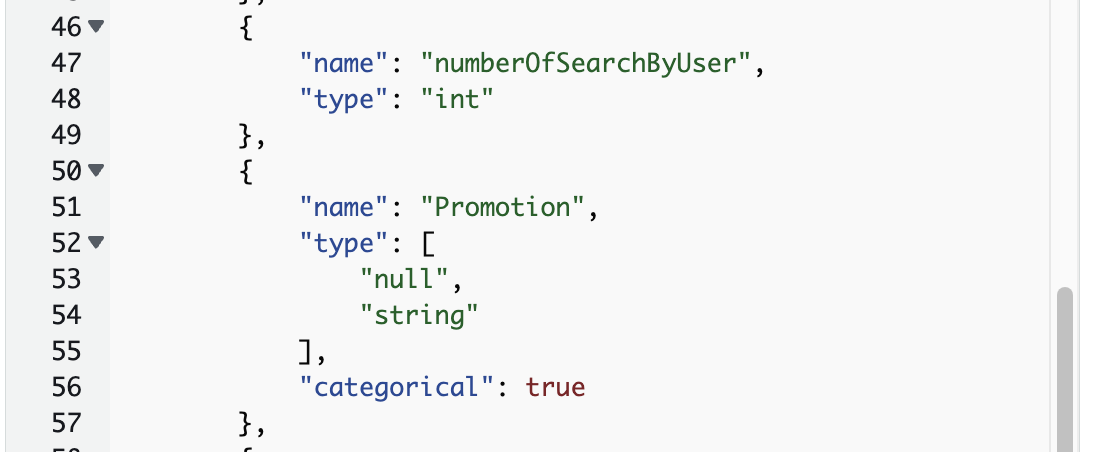 46 {
47 "name": "numberOfSearchByUser",
48 "type": "int"
49 },
50 {
51 "name": "Promotion",
52 "type": [
53 "null",
54 "string"
55 ],
56 "categorical": true
57 },